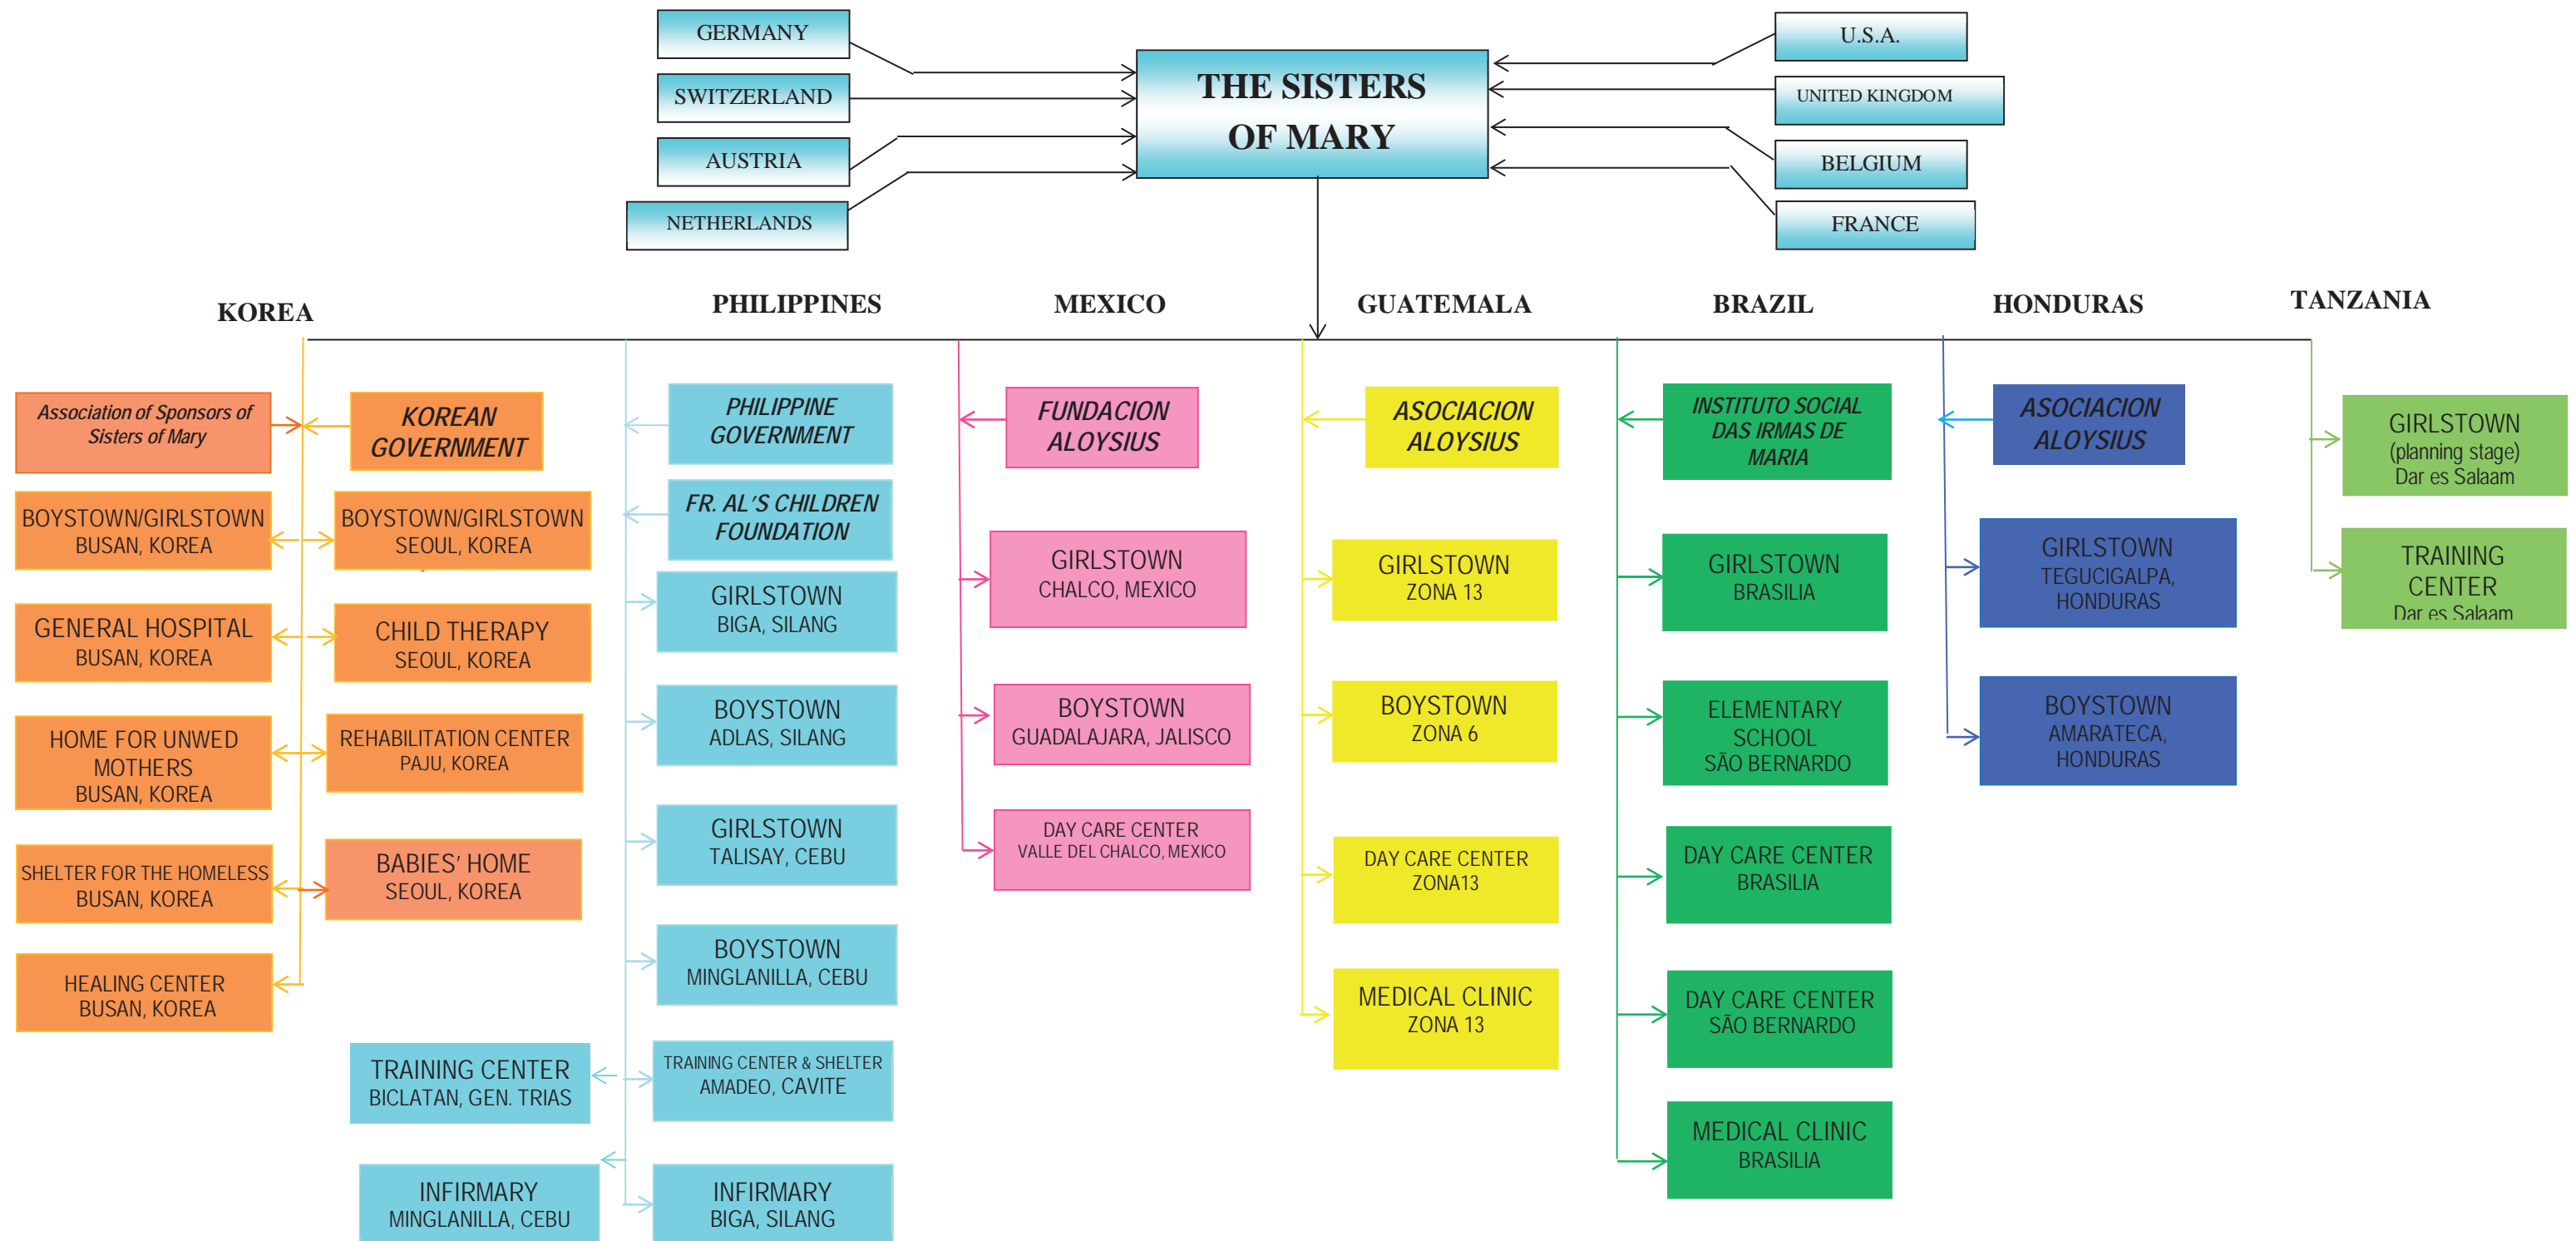 GERMANY
SWITZERLAND
AUSTRIA
NETHERLANDS
THE SISTERS
OF MARY
U.S.A.
UNITED KINGDOM
BELGIUM
FRANCE
KOREA
PHILIPPINES
MEXICO
GUATEMALA
BRAZIL
HONDURAS
TANZANIA
Association of Sponsors of
Sisters of Mary
KOREAN
GOVERNMENT
BOYSTOWN/GIRLSTOWN
BUSAN, KOREA
BOYSTOWN/GIRLSTOWN
SEOUL, KOREA
GENERAL HOSPITAL
BUSAN, KOREA
CHILD THERAPY
SEOUL, KOREA
HOME FOR UNWED
MOTHERS
BUSAN, KOREA
REHABILITATION CENTER
PAJU, KOREA
SHELTER FOR THE HOMELESS
BUSAN, KOREA
BABIES' HOME
SEOUL, KOREA
HEALING CENTER
BUSAN, KOREA
PHILIPPINE
GOVERNMENT
FR. AL'S CHILDREN
FOUNDATION
GIRLSTOWN
BIGA, SILANG
BOYSTOWN
ADLAS, SILANG
GIRLSTOWN
TALISAY, CEBU
BOYSTOWN
MINGLANILLA, CEBU
TRAINING CENTER
BICLATAN, GEN. TRIAS
TRAINING CENTER & SHELTER
AMADEO, CAVITE
INFIRMARY
MINGLANILLA, CEBU
INFIRMARY
BIGA, SILANG
FUNDACION
ALOYSIUS
GIRLSTOWN
CHALCO, MEXICO
BOYSTOWN
GUADALAJARA, JALISCO
DAY CARE CENTER
VALLE DEL CHALCO, MEXICO
ASOCIACION
ALOYSIUS
GIRLSTOWN
ZONA 13
BOYSTOWN
ZONA 6
DAY CARE CENTER
ZONA13
MEDICAL CLINIC
ZONA 13
INSTITUTO SOCIAL
DAS IRMAS DE
MARIA
GIRLSTOWN
BRASILIA
ELEMENTARY
SCHOOL
SÃO BERNARDO
DAY CARE CENTER
BRASILIA
DAY CARE CENTER
SÃO BERNARDO
MEDICAL CLINIC
BRASILIA
ASOCIACION
ALOYSIUS
GIRLSTOWN
TEGUCIGALPA,
HONDURAS
BOYSTOWN
AMARATECA,
HONDURAS
GIRLSTOWN
(planning stage)
Dar es Salaam
TRAINING
CENTER
Dar es Salaam